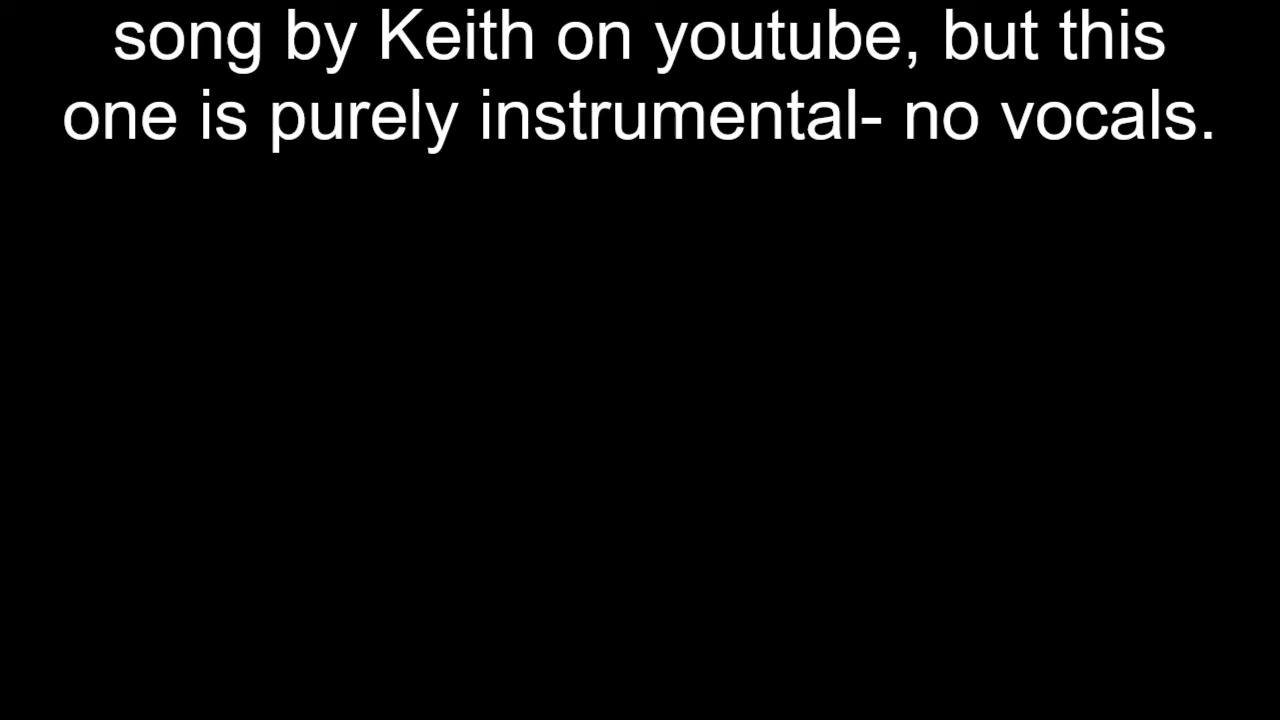 song by Keith on youtube, but this
one is purely instrumental- no vocals.